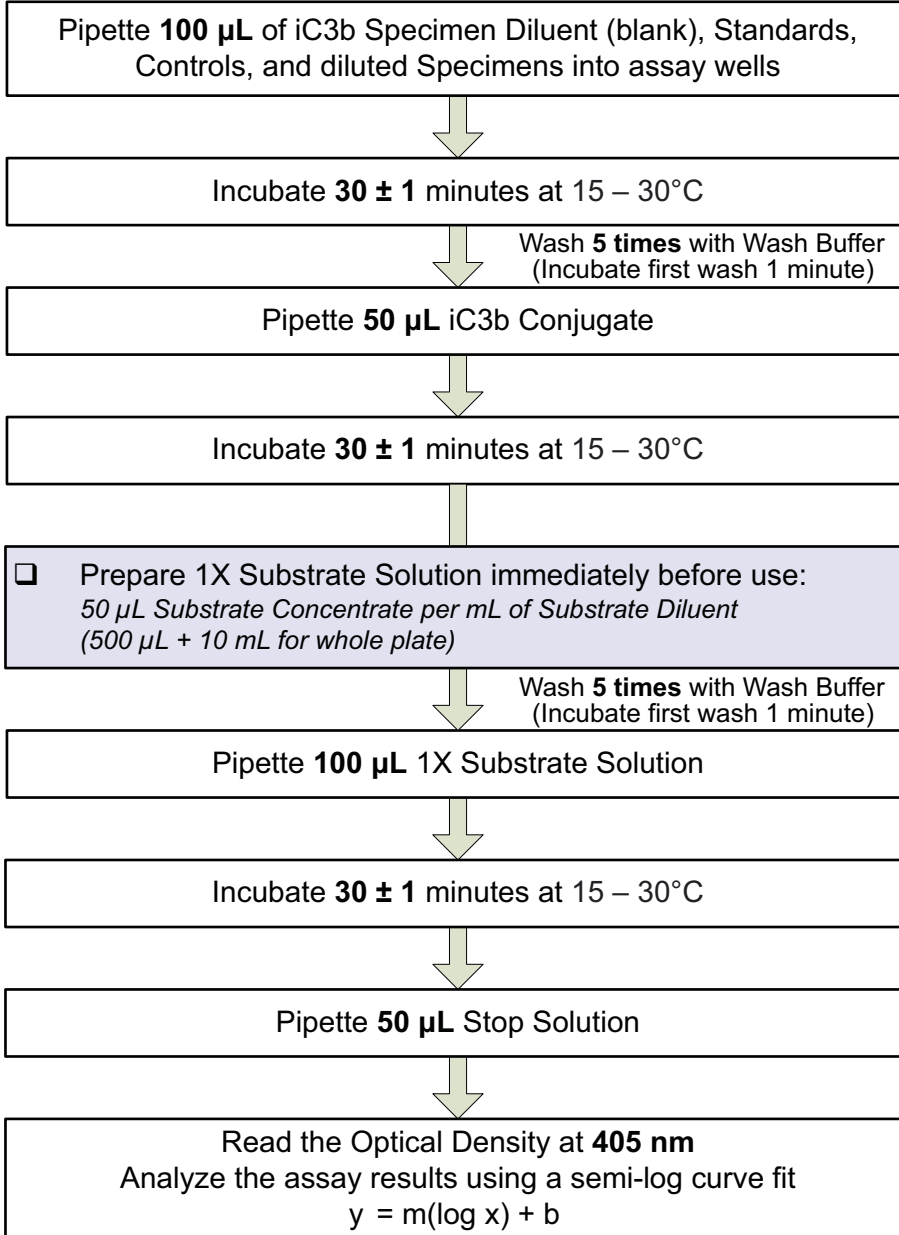 Pipette 100 µL of iC3b Specimen Diluent (blank), Standards,
Controls, and diluted Specimens into assay wells
Incubate 30 ± 1 minutes at 15 – 30°C
Wash 5 times with Wash Buffer
(Incubate first wash 1 minute)
Pipette 50 µL iC3b Conjugate
Incubate 30 ± 1 minutes at 15 – 30°C
❑ Prepare 1X Substrate Solution immediately before use:
50 µL Substrate Concentrate per mL of Substrate Diluent
(500 µL + 10 mL for whole plate)
Wash 5 times with Wash Buffer
(Incubate first wash 1 minute)
Pipette 100 µL 1X Substrate Solution
Incubate 30 ± 1 minutes at 15 – 30°C
Pipette 50 µL Stop Solution
Read the Optical Density at 405 nm
Analyze the assay results using a semi-log curve fit
y = m(log x) + b